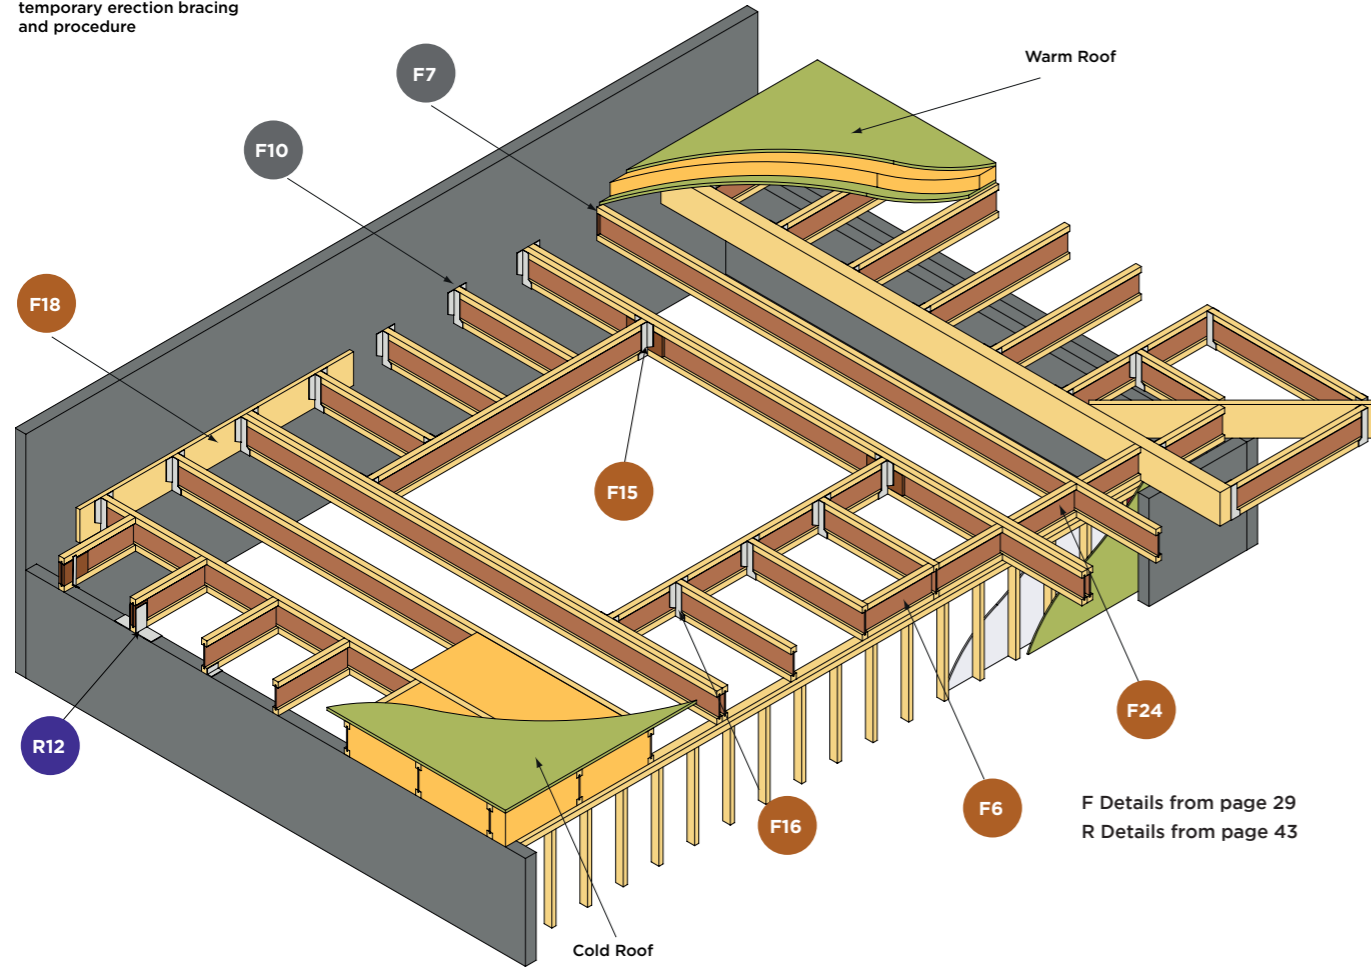 temporary erection bracing
and procedure
Warm Roof
F7
F10
F18
F15
R12
F24
F6
F16
F Details from page 29
R Details from page 43
Cold Roof